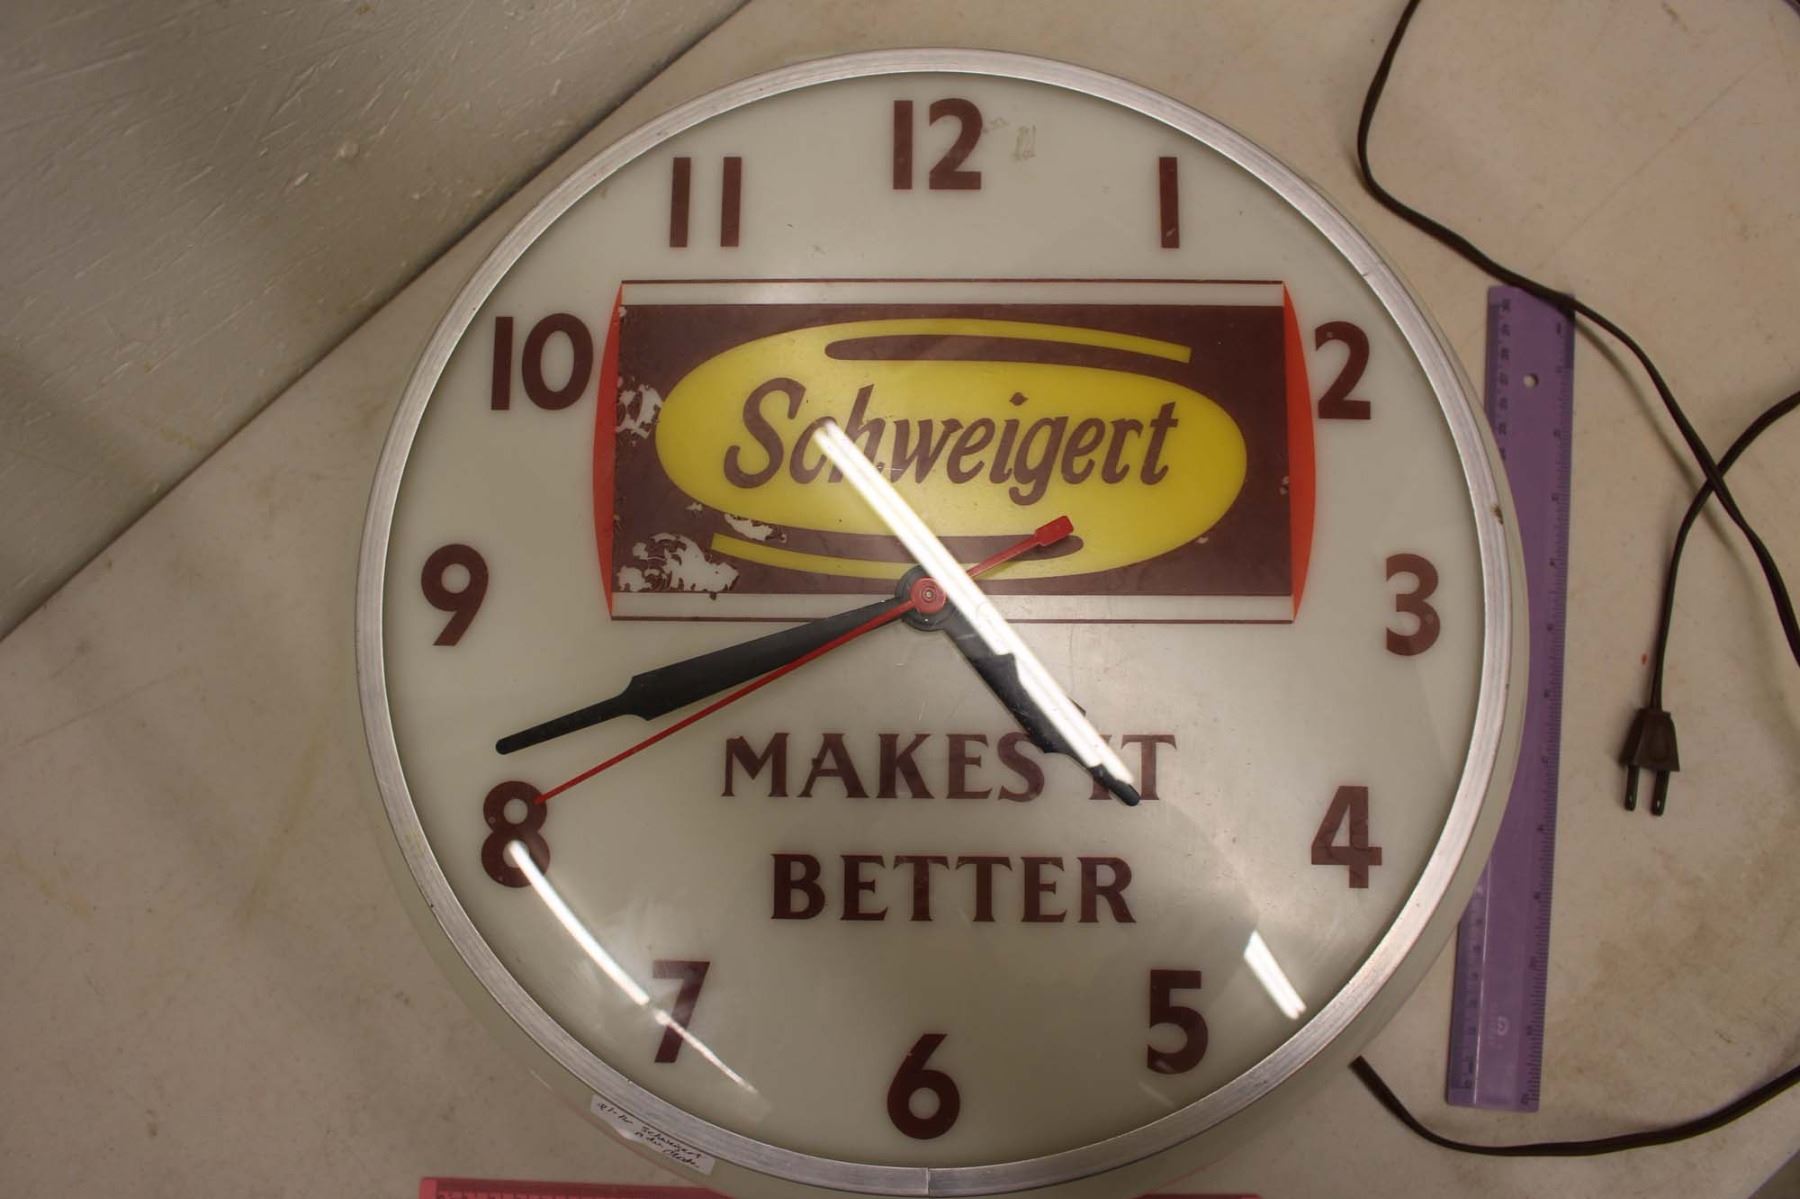 12
11 1
10 2
Schweigert
9 3
MAKES IT
8 4
BETTER
7 5
6